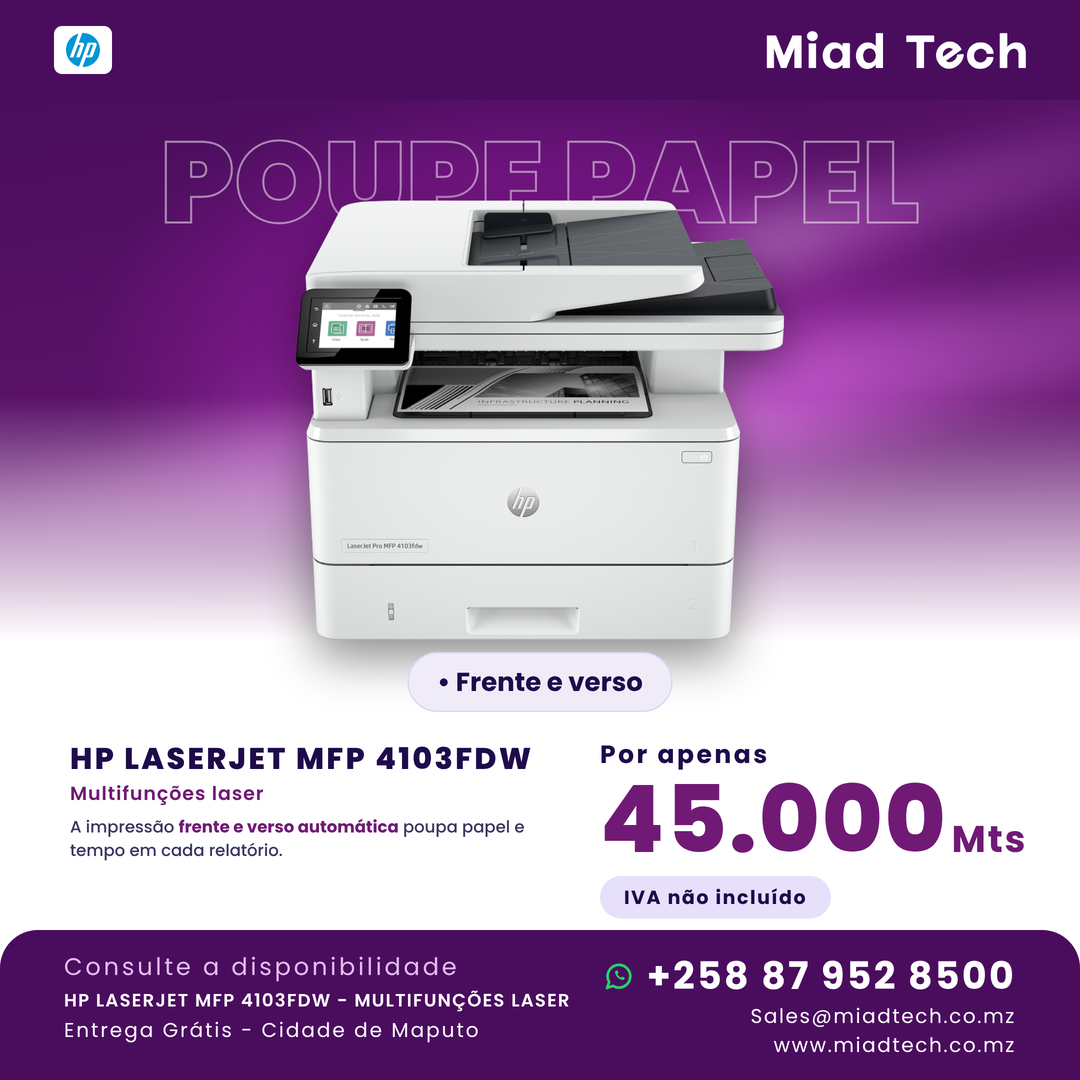 hp
Miad Tech
POUPE PAPEL
INFRASTRUCTURE PLANNING
hp
LaserJet Pro MFP 4103fdw
1
2
• Frente e verso
HP LASERJET MFP 4103FDW
Multifunções laser
A impressão frente e verso automática poupa papel e
tempo em cada relatório.
Por apenas
45.000 Mts
IVA não incluído
Consulte a disponibilidade
HP LASERJET MFP 4103FDW - MULTIFUNÇÕES LASER
Entrega Grátis - Cidade de Maputo
+258 87 952 8500
Sales@miadtech.co.mz
www.miadtech.co.mz